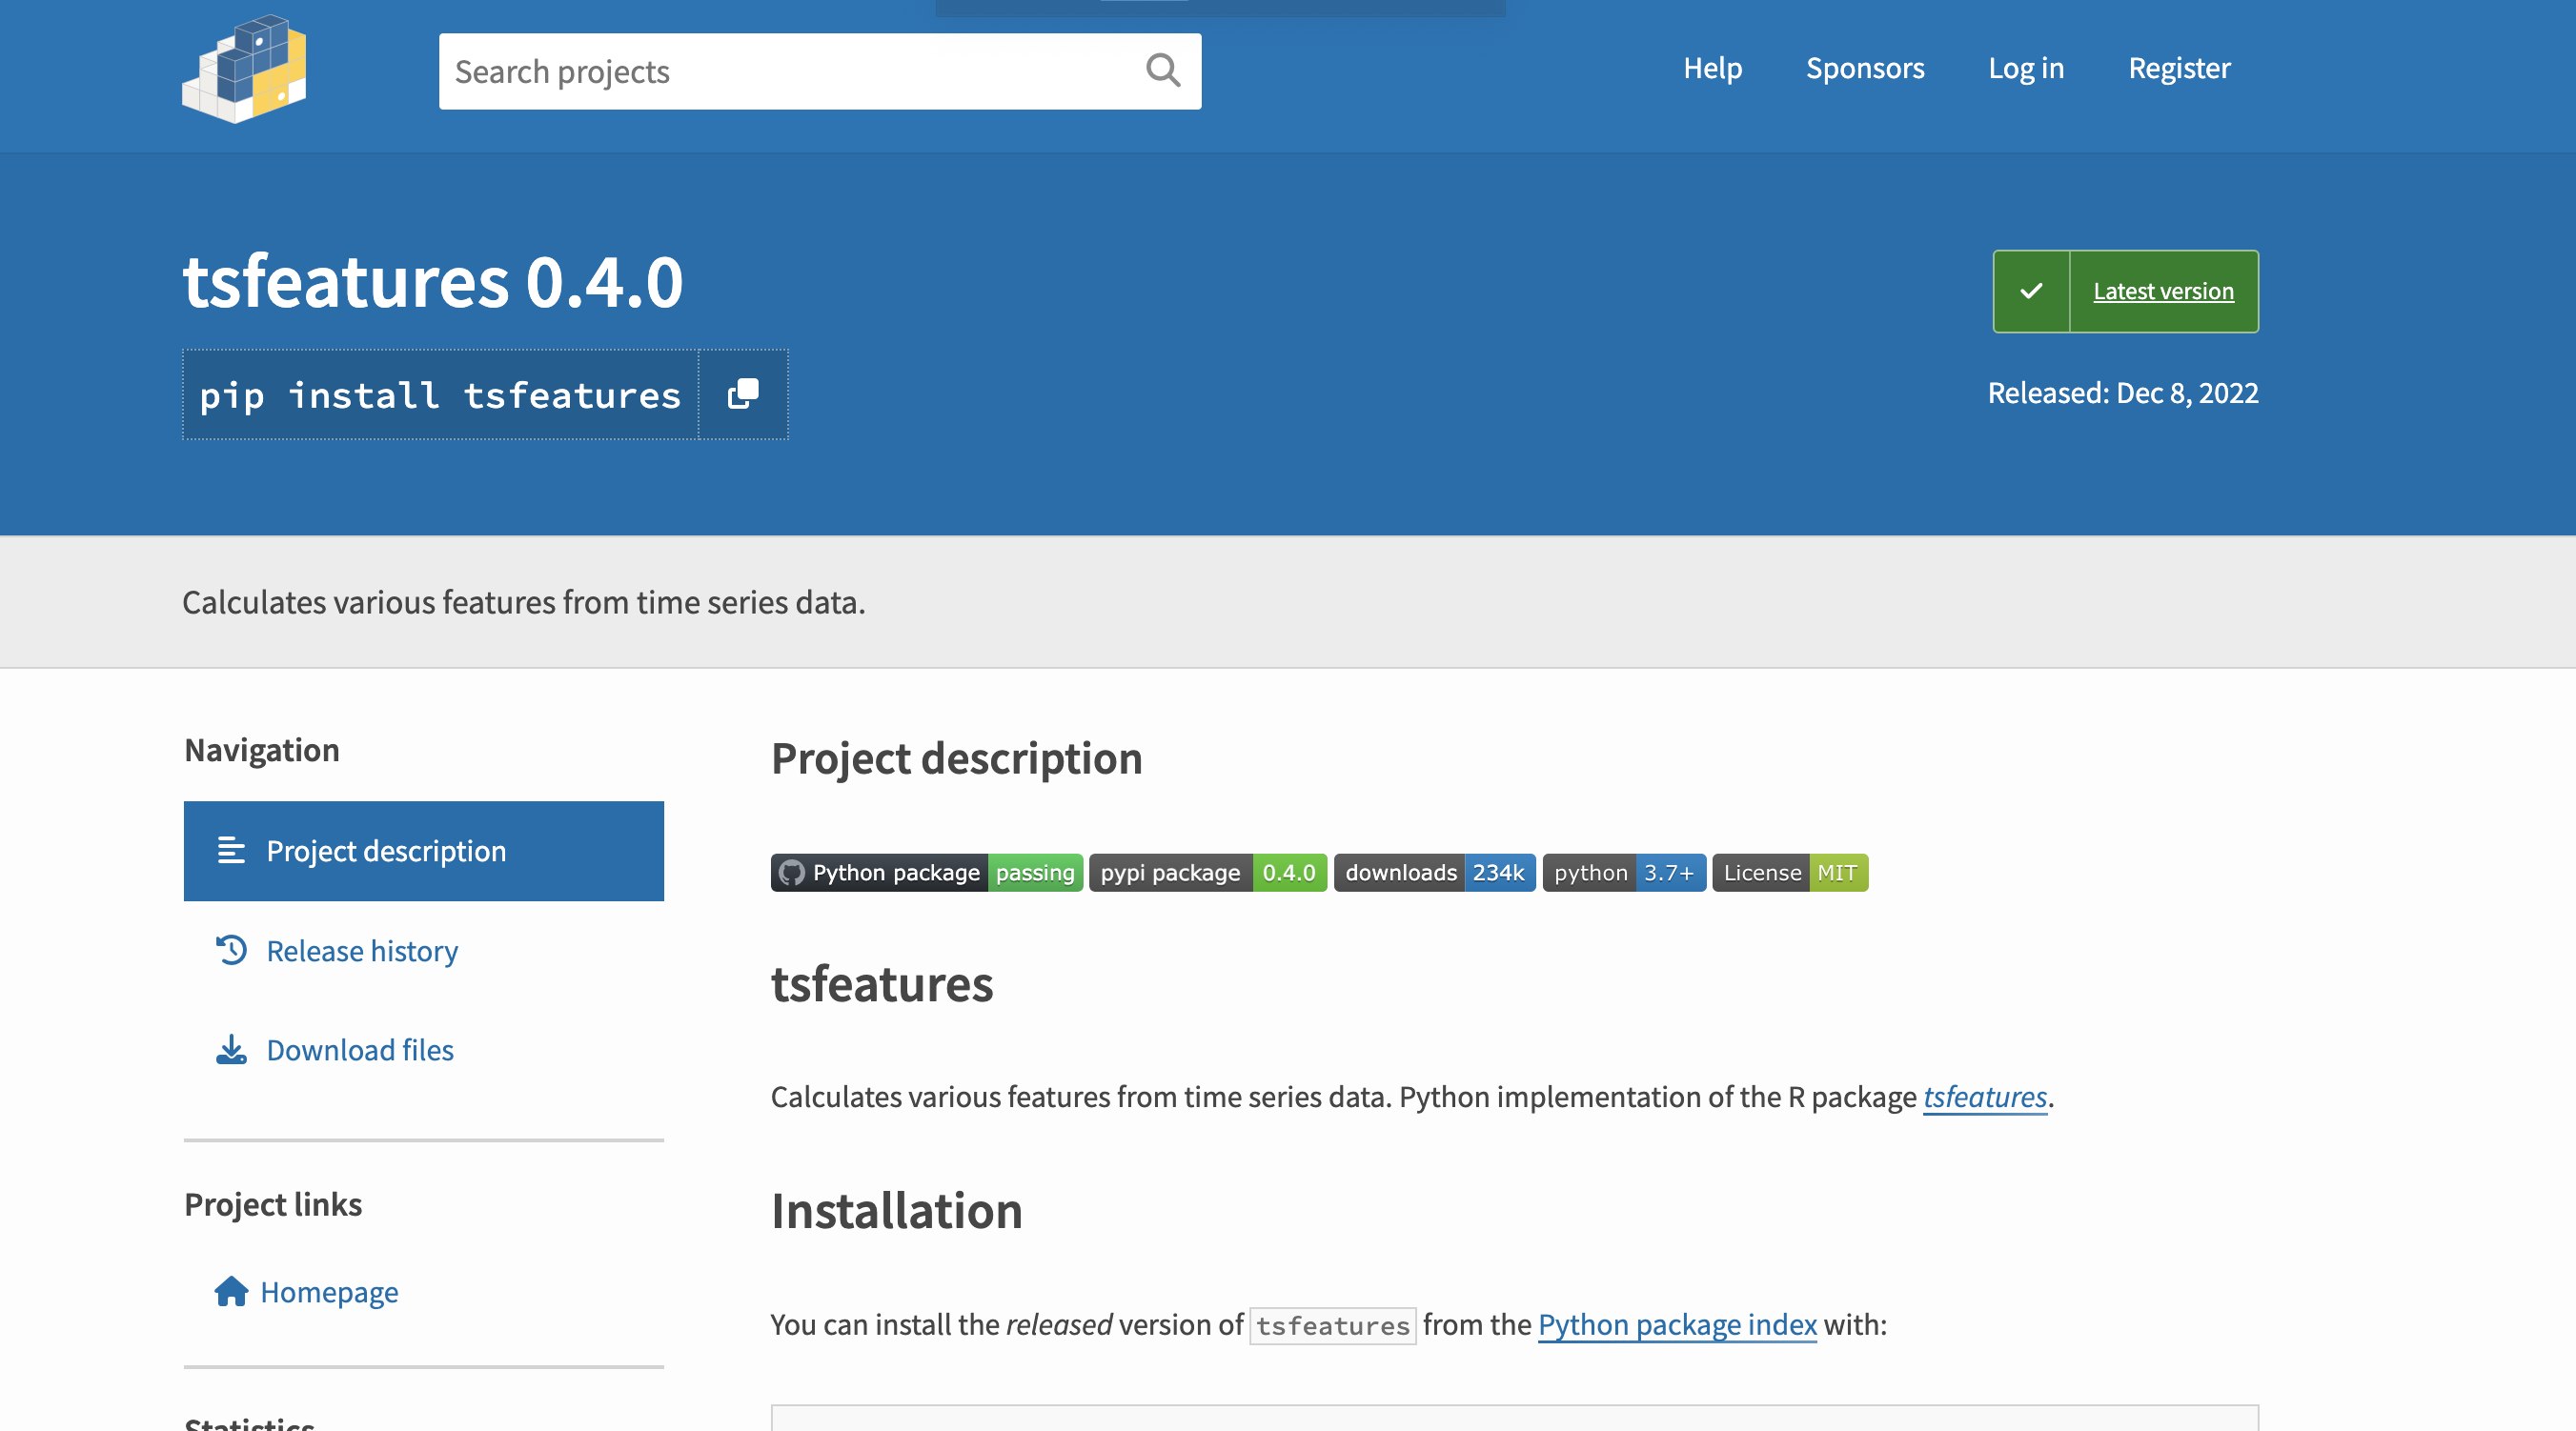 Search projects
Help
Sponsors
Log in
Register
tsfeatures 0.4.0
Latest version
pip install tsfeatures
Released: Dec 8, 2022
Calculates various features from time series data.
Navigation
Project description
Release history
Download files
Project links
Homepage
Statistics
Project description
Python package passing pypi package 0.4.0 downloads 234k python 3.7+ License MIT
tsfeatures
Calculates various features from time series data. Python implementation of the R package tsfeatures.
Installation
You can install the released version of tsfeatures from the Python package index with: